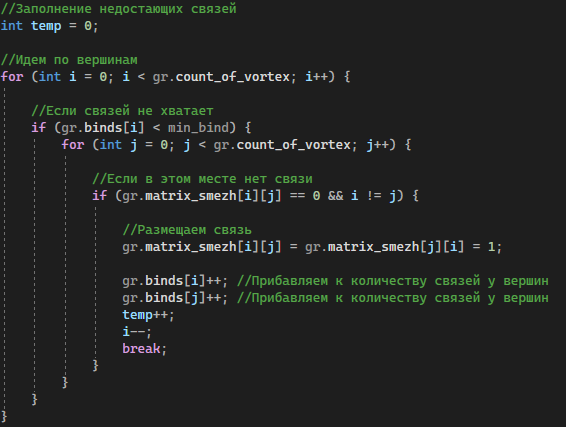 //Заполнение недостающих связей
int temp = 0;
//Идем по вершинам
for (int i = 0; i < gr.count_of_vortex; i++) {
//Если связей не хватает
if (gr.binds[i] < min_bind) {
for (int j = 0; j < gr.count_of_vortex; j++) {
//Если в этом месте нет связи
if (gr.matrix_smezh[i][j] == 0 && i != j) {
//Размещаем связь
gr.matrix_smezh[i][j] = gr.matrix_smezh[j][i] = 1;
gr.binds[i]++; //Прибавляем к количеству связей у вершин
gr.binds[j]++; //Прибавляем к количеству связей у вершин
temp++;
i--;
break;
}
}
}
}